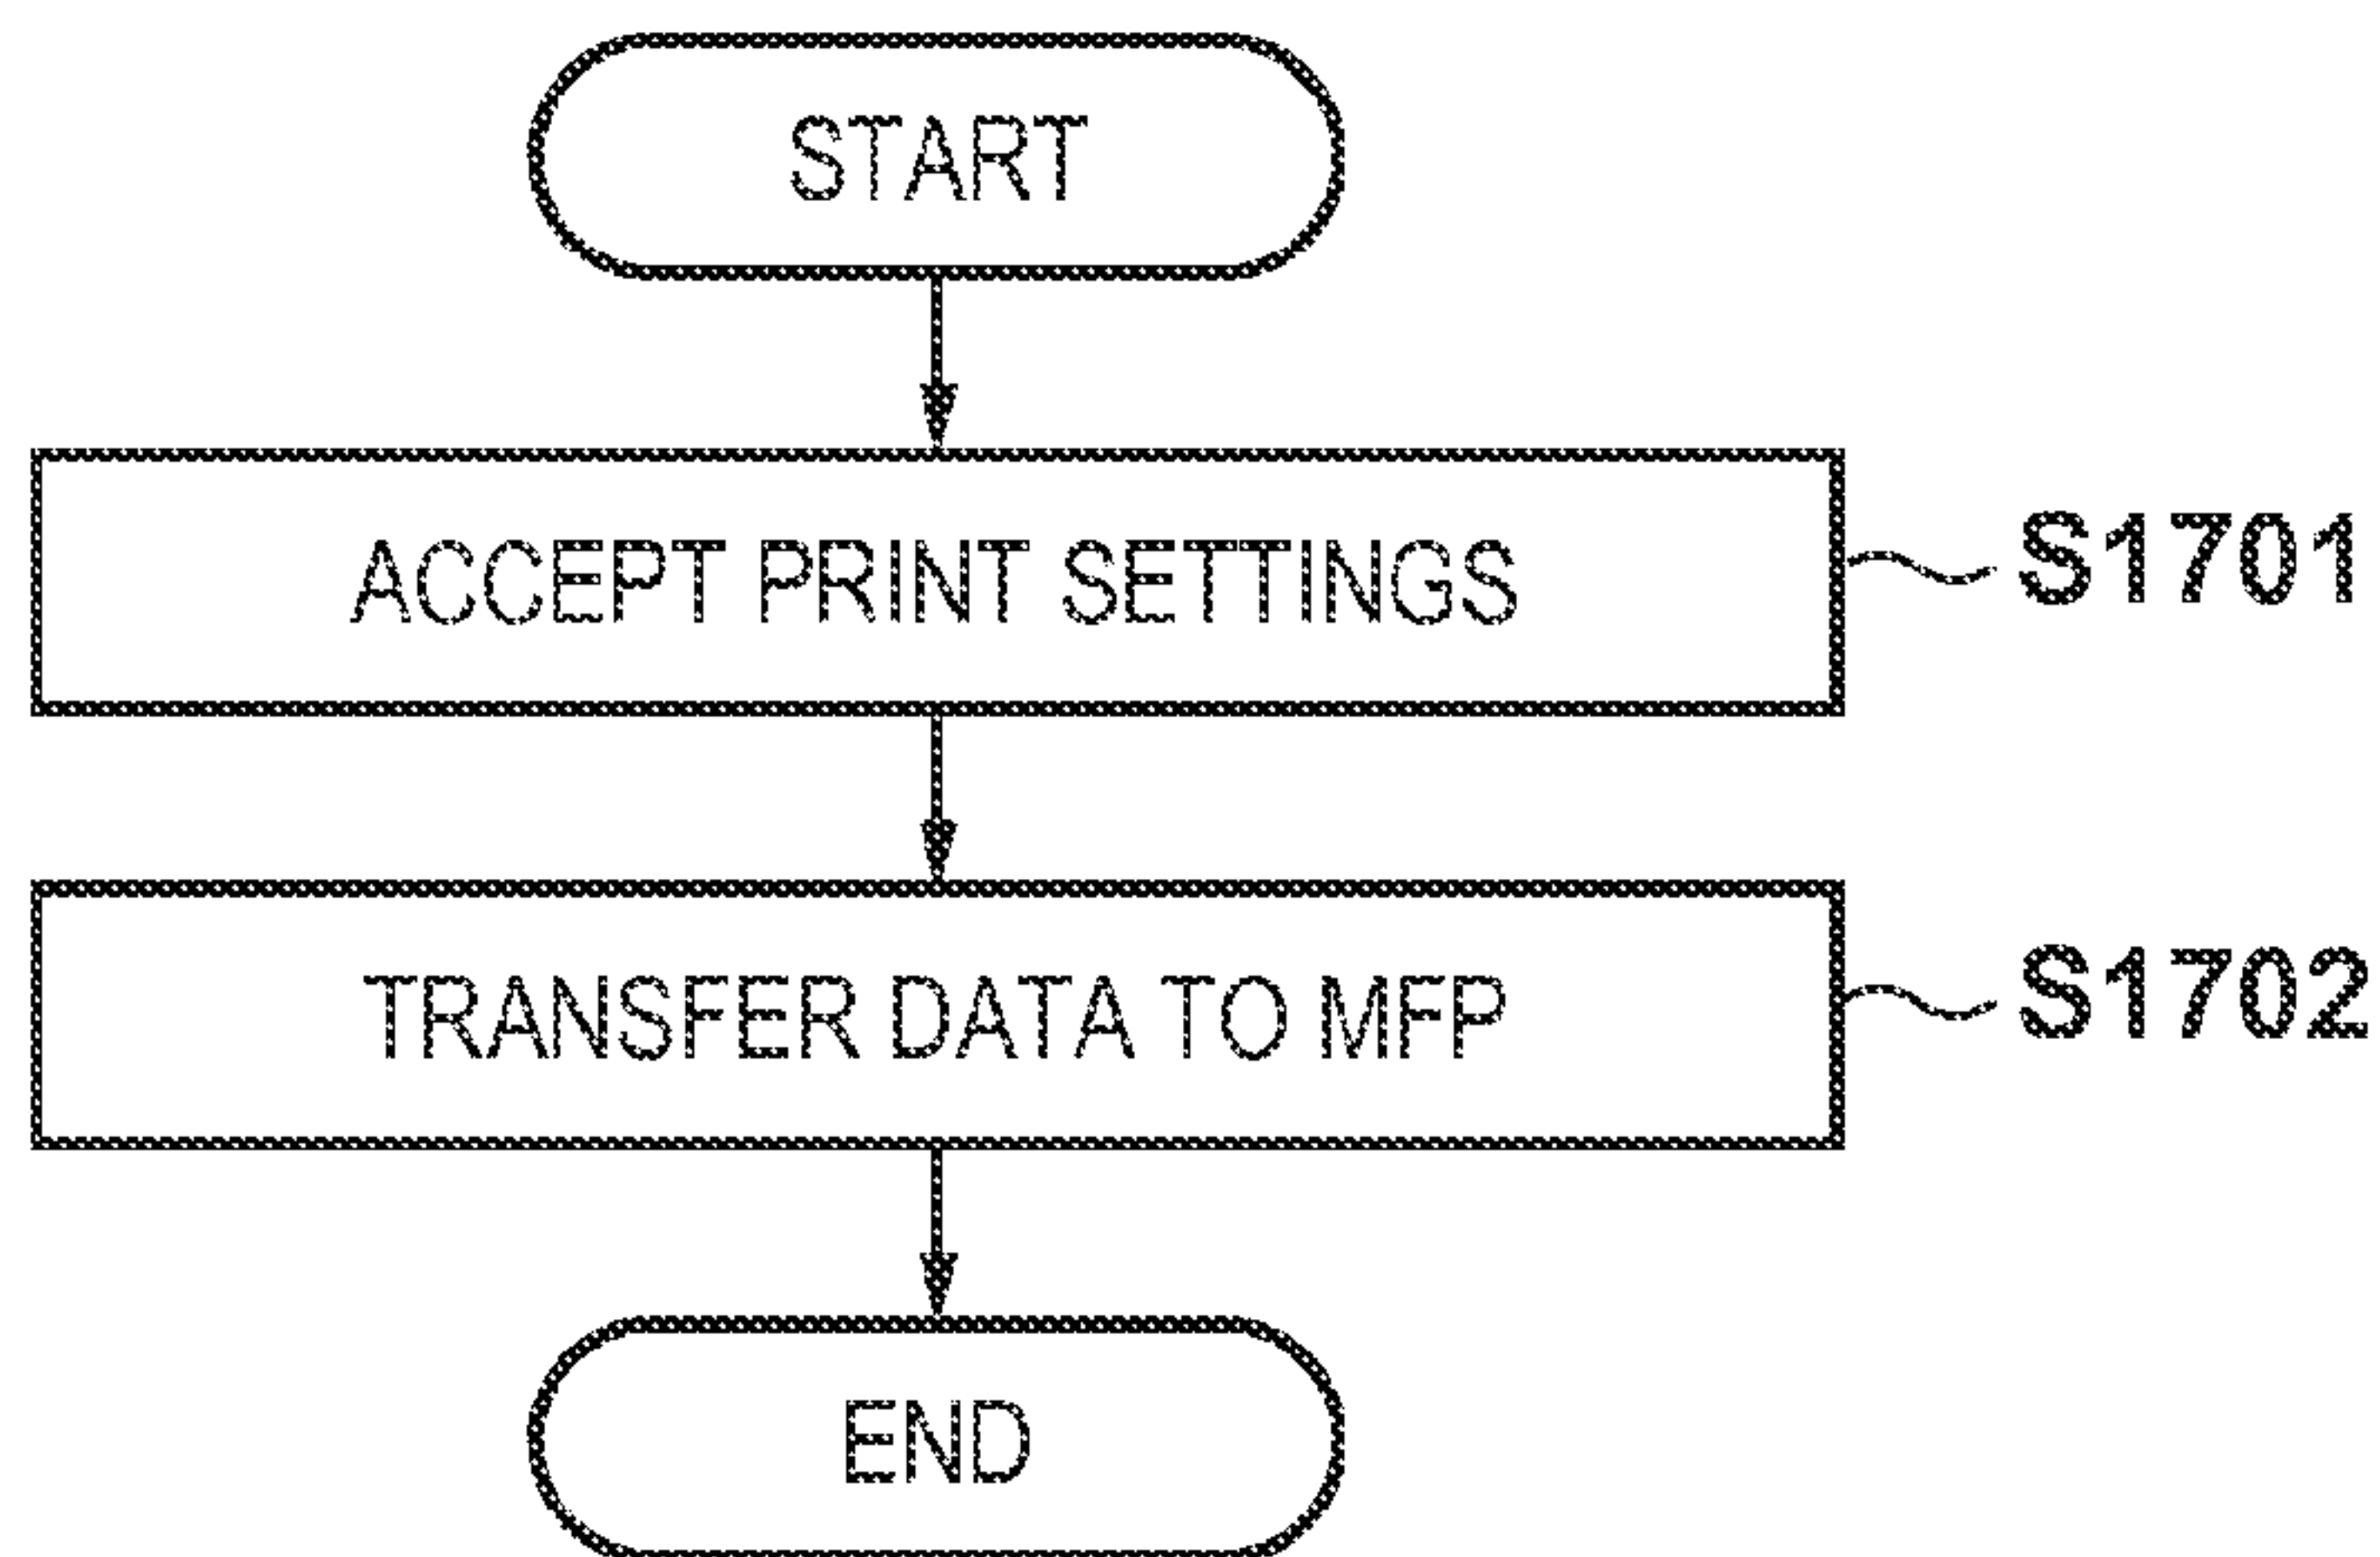 START
ACCEPT PRINT SETTINGS
S1701
TRANSFER DATA TO MFP
S1702
END